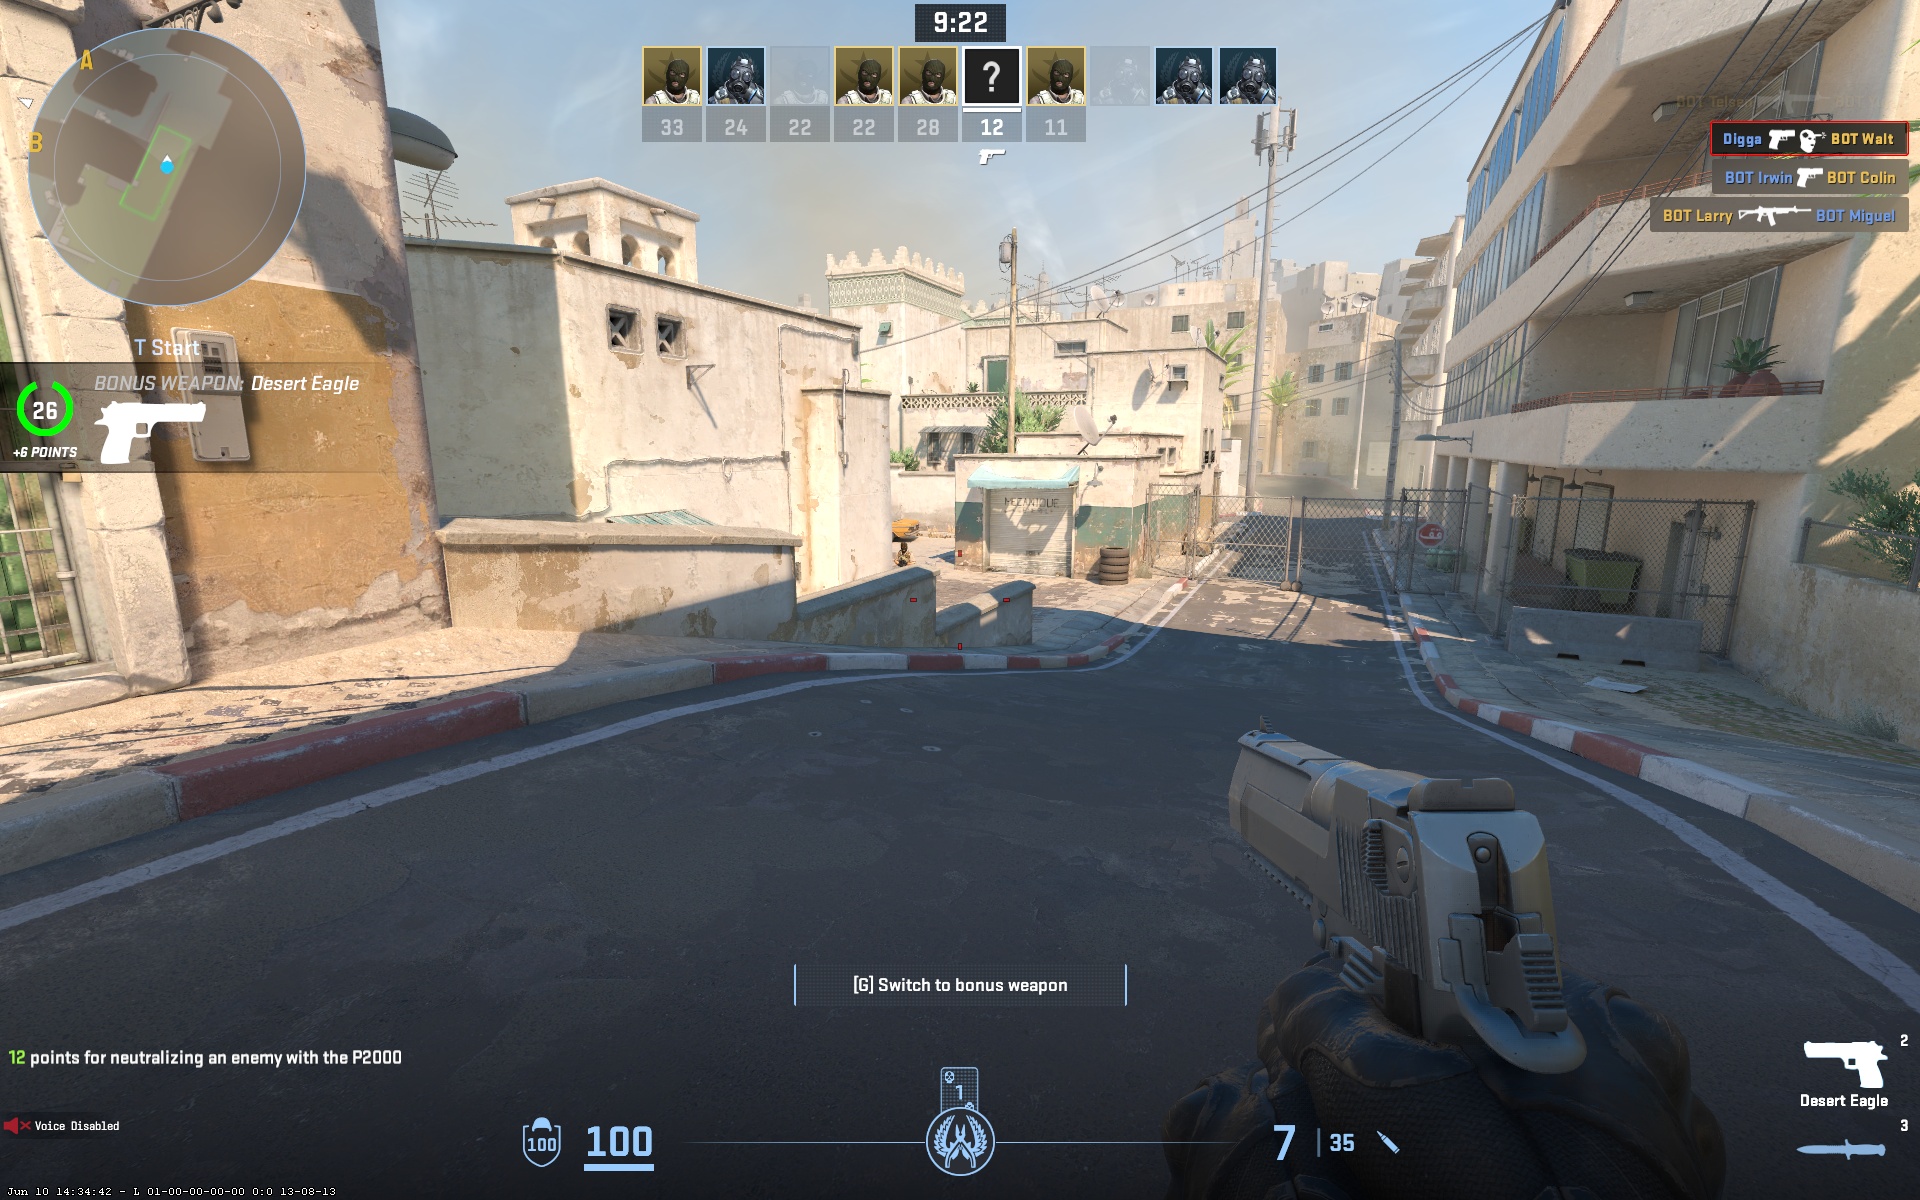 9:22
A
B
?
33 24 22 22 28 12 11
Digga BOT Walt
BOT Irwin BOT Colin
BOT Larry BOT Miguel
T Start
BONUS WEAPON: Desert Eagle
26
+6 POINTS
[G] Switch to bonus weapon
12 points for neutralizing an enemy with the P2000
2
Desert Eagle
3
Voice Disabled
100 100
1
7 35
Jun 10 14:34:42 - L 01-00-00-00-00 0:0 13-08-13